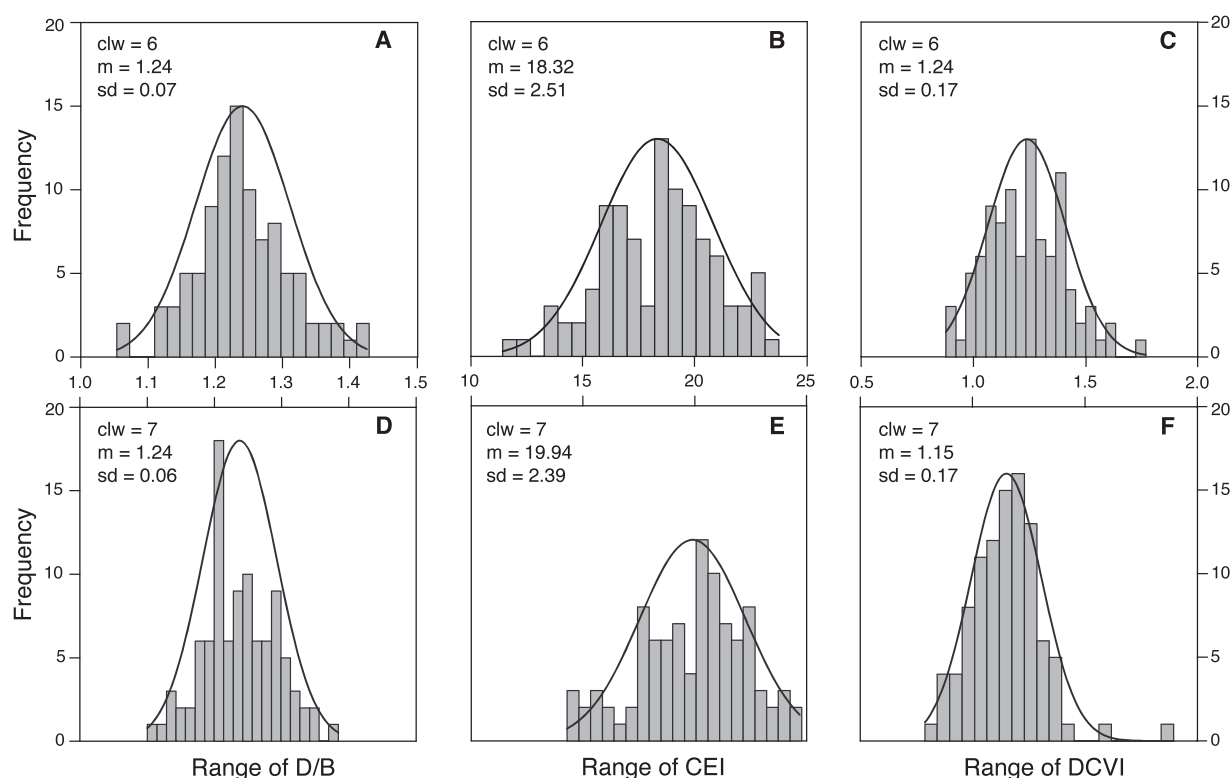 20 A B C 20
clw = 6 clw = 6 clw = 6
m = 1.24 m = 18.32 m = 1.24
sd = 0.07 sd = 2.51 sd = 0.17
15 15
Frequency
10 10
5 5
0 0
1.0 1.1 1.2 1.3 1.4 1.5 10 15 20 25 0.5 1.0 1.5 2.0
20 D E F 20
clw = 7 clw = 7 clw = 7
m = 1.24 m = 19.94 m = 1.15
sd = 0.06 sd = 2.39 sd = 0.17
15 15
Frequency
10 10
5 5
0 0
Range of D/B Range of CEI Range of DCVI